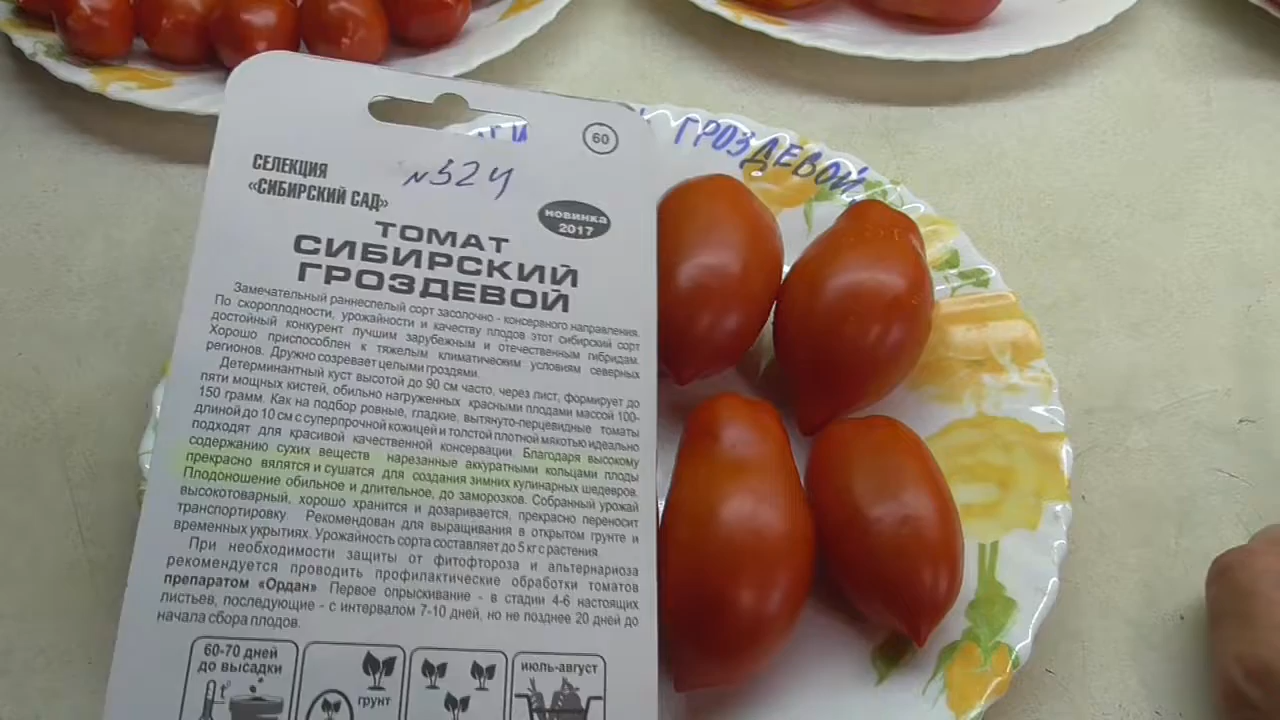 ГРОЗДЕВОЙ
60
СЕЛЕКЦИЯ
«СИБИРСКИЙ САД»
№524
новинка
2017
ТОМАТ
СИБИРСКИЙ
ГРОЗДЕВОЙ
Замечательный раннеспелый сорт засолочно - консервного направления.
По скороплодности, урожайности и качеству плодов этот сибирский сорт
достойный конкурент лучшим зарубежным и отечественным гибридам.
Хорошо приспособлен к тяжелым климатическим условиям северных
регионов. Дружно созревает целыми гроздями.
Детерминантный куст высотой до 90 см часто, через лист, формирует до
пяти мощных кистей, обильно нагруженных красными плодами массой 100-
150 грамм. Как на подбор ровные, гладкие, вытянуто-перцевидные томаты
длиной до 10 см с суперпрочной кожицей и толстой плотной мякотью идеально
подходят для красивой качественной консервации. Благодаря высокому
содержанию сухих веществ нарезанные аккуратными кольцами плоды
прекрасно вялятся и сушатся для создания зимних кулинарных шедевров.
Плодоношение обильное и длительное, до заморозков. Собранный урожай
высокотоварный, хорошо хранится и дозаривается, прекрасно переносит
транспортировку. Рекомендован для выращивания в открытом грунте и
временных укрытиях. Урожайность сорта составляет до 5 кг с растения.
При необходимости защиты от фитофтороза и альтернариоза
рекомендуется проводить профилактические обработки томатов
препаратом «Ордан». Первое опрыскивание - в стадии 4-6 настоящих
листьев, последующие - с интервалом 7-10 дней, но не позднее 20 дней до
начала сбора плодов.
60-70 дней
до высадки
t°
грунт
июль-август